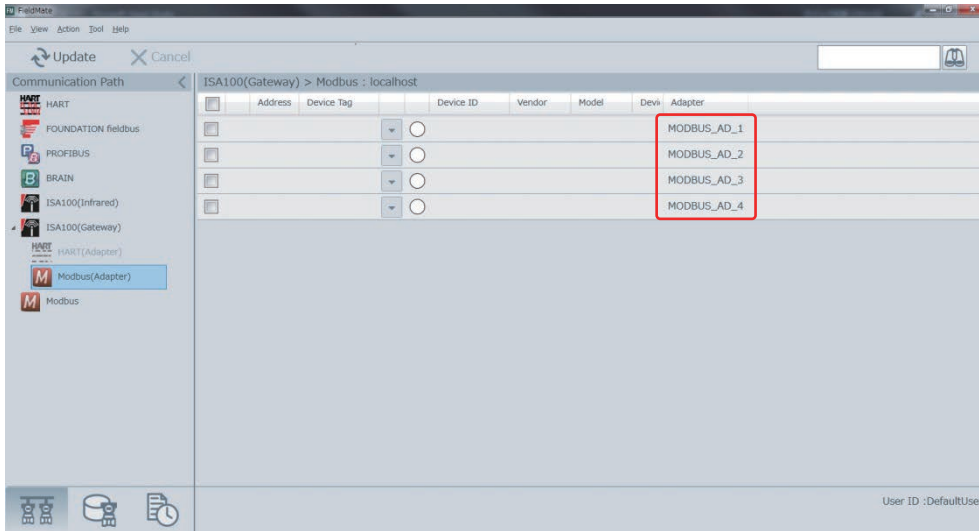 FieldMate
File View Action Tool Help
Update Cancel
Communication Path ISA100(Gateway) > Modbus : localhost
Address Device Tag Device ID Vendor Model Devi Adapter
HART HART
FOUNDATION fieldbus
PROFIBUS
BRAIN
ISA100(Infrared)
ISA100(Gateway)
HART HART(Adapter)
M Modbus(Adapter)
M Modbus
MODBUS_AD_1
MODBUS_AD_2
MODBUS_AD_3
MODBUS_AD_4
User ID :DefaultUse